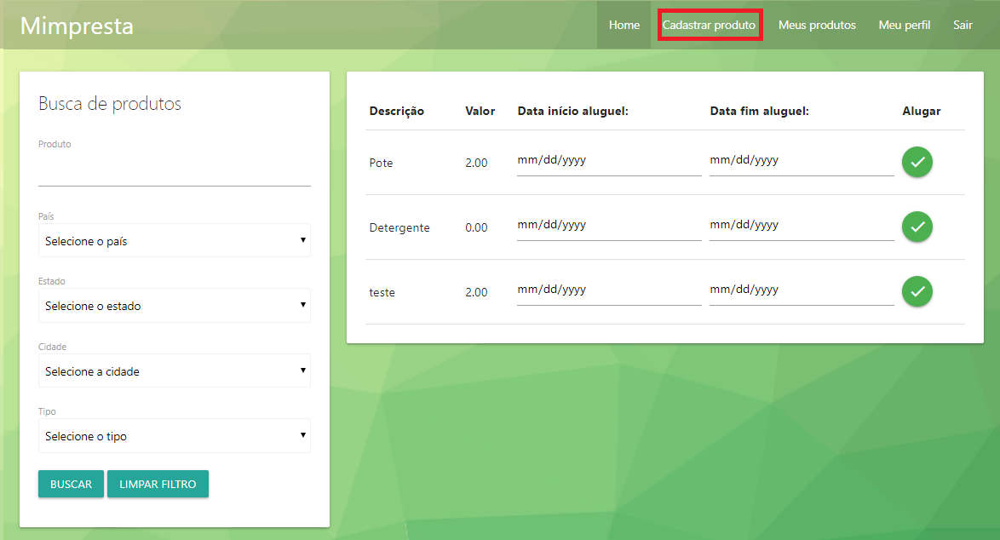 Mimpresta
Home Cadastrar produto Meus produtos Meu perfil Sair
Busca de produtos
Produto
País
Selecione o país
Estado
Selecione o estado
Cidade
Selecione a cidade
Tipo
Selecione o tipo
BUSCAR LIMPAR FILTRO
Descrição Valor Data início aluguel: Data fim aluguel: Alugar
Pote 2.00 mm/dd/yyyy mm/dd/yyyy
Detergente 0.00 mm/dd/yyyy mm/dd/yyyy
teste 2.00 mm/dd/yyyy mm/dd/yyyy